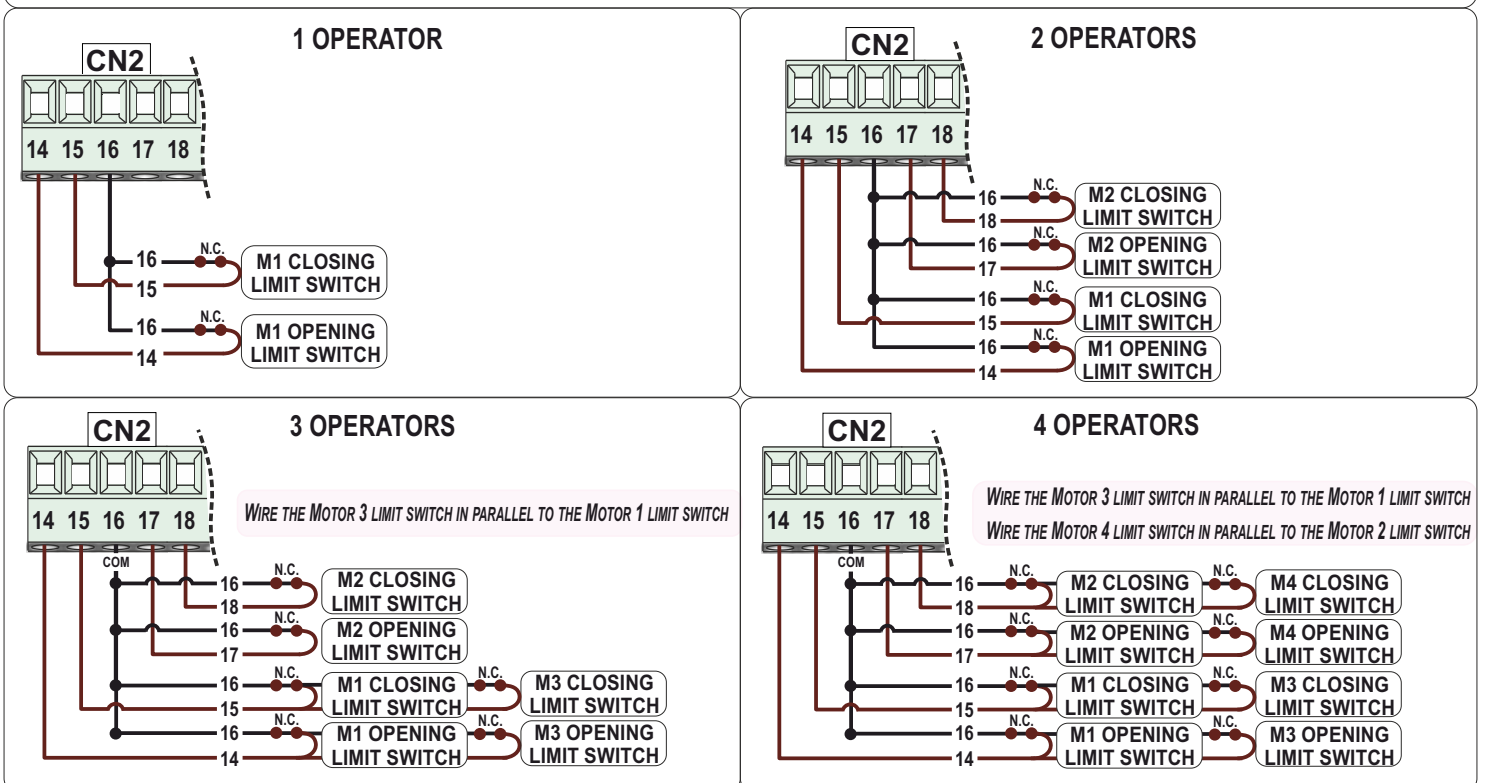 1 OPERATOR
CN2
14 15 16 17 18
16
N.C.
M1 CLOSING
LIMIT SWITCH
15
16
N.C.
M1 OPENING
LIMIT SWITCH
14
2 OPERATORS
CN2
14 15 16 17 18
16
N.C.
M2 CLOSING
LIMIT SWITCH
18
16
N.C.
M2 OPENING
LIMIT SWITCH
17
16
N.C.
M1 CLOSING
LIMIT SWITCH
15
16
N.C.
M1 OPENING
LIMIT SWITCH
14
3 OPERATORS
CN2
WIRE THE MOTOR 3 LIMIT SWITCH IN PARALLEL TO THE MOTOR 1 LIMIT SWITCH
14 15 16 17 18
COM
16
N.C.
M2 CLOSING
LIMIT SWITCH
18
16
N.C.
M2 OPENING
LIMIT SWITCH
17
16
N.C.
M1 CLOSING
LIMIT SWITCH
N.C.
M3 CLOSING
LIMIT SWITCH
15
16
N.C.
M1 OPENING
LIMIT SWITCH
N.C.
M3 OPENING
LIMIT SWITCH
14
4 OPERATORS
CN2
WIRE THE MOTOR 3 LIMIT SWITCH IN PARALLEL TO THE MOTOR 1 LIMIT SWITCH
WIRE THE MOTOR 4 LIMIT SWITCH IN PARALLEL TO THE MOTOR 2 LIMIT SWITCH
14 15 16 17 18
COM
16
N.C.
M2 CLOSING
LIMIT SWITCH
N.C.
M4 CLOSING
LIMIT SWITCH
18
16
N.C.
M2 OPENING
LIMIT SWITCH
N.C.
M4 OPENING
LIMIT SWITCH
17
16
N.C.
M1 CLOSING
LIMIT SWITCH
N.C.
M3 CLOSING
LIMIT SWITCH
15
16
N.C.
M1 OPENING
LIMIT SWITCH
N.C.
M3 OPENING
LIMIT SWITCH
14